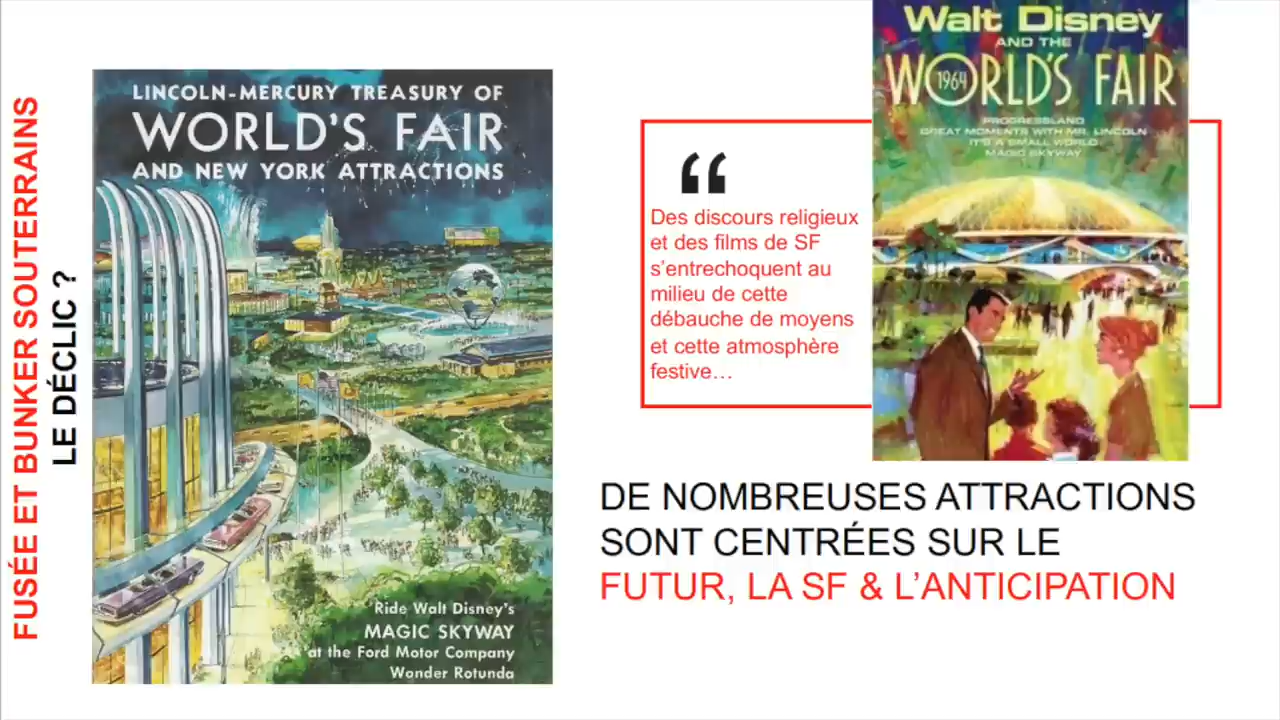 FUSÉE ET BUNKER SOUTERRAINS
LE DÉCLIC ?
LINCOLN-MERCURY TREASURY OF
WORLD'S FAIR
AND NEW YORK ATTRACTIONS
Ride Walt Disney's
MAGIC SKYWAY
at the Ford Motor Company
Wonder Rotunda
“
Des discours religieux
et des films de SF
s’entrechoquent au
milieu de cette
débauche de moyens
et cette atmosphère
festive…
Walt Disney
AND THE
1964 WORLD'S FAIR
PROGRESSLAND
GREAT MOMENTS WITH MR. LINCOLN
IT'S A SMALL WORLD
MAGIC SKYWAY
DE NOMBREUSES ATTRACTIONS
SONT CENTRÉES SUR LE
FUTUR, LA SF & L’ANTICIPATION